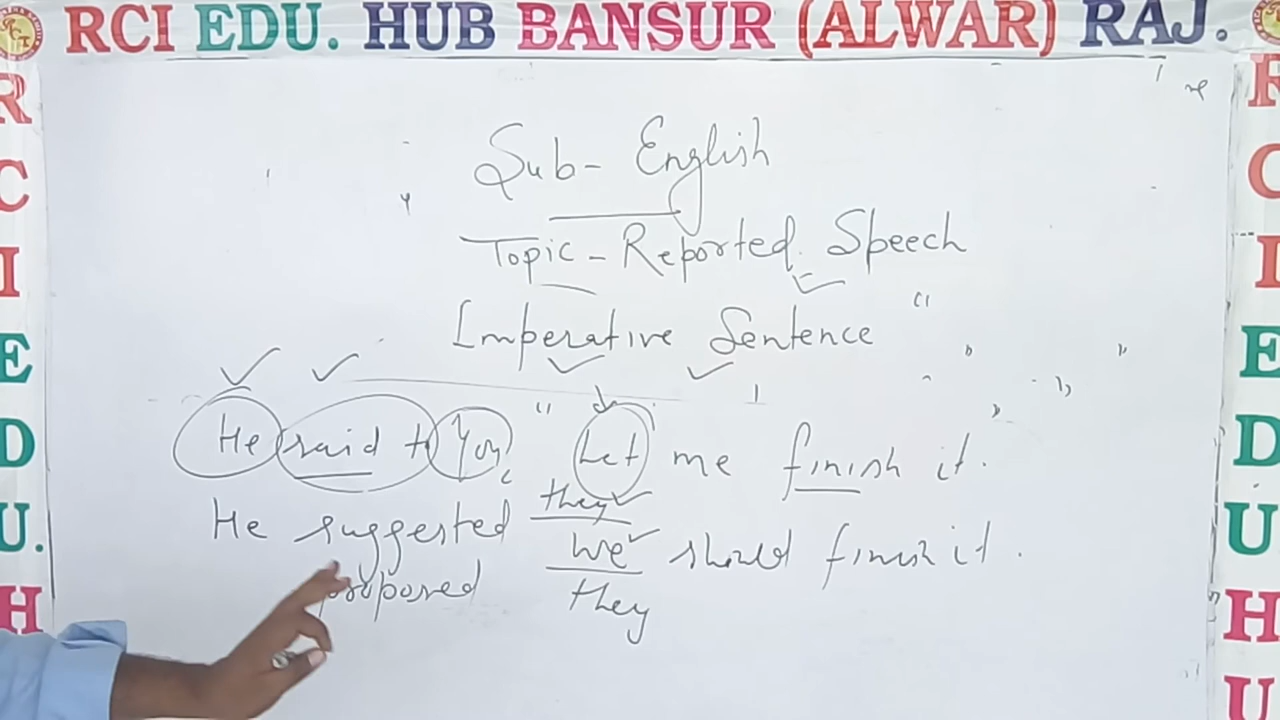 RCI EDU. HUB BANSUR (ALWAR) RAJ.
R
C
I
E
D
U.
H
Sub- English
Topic - Reported Speech
Imperative Sentence
He said to You, " Let me finish it.
they
He suggested we should finish it.
proposed they
R
C
I
E
D
U
H
U